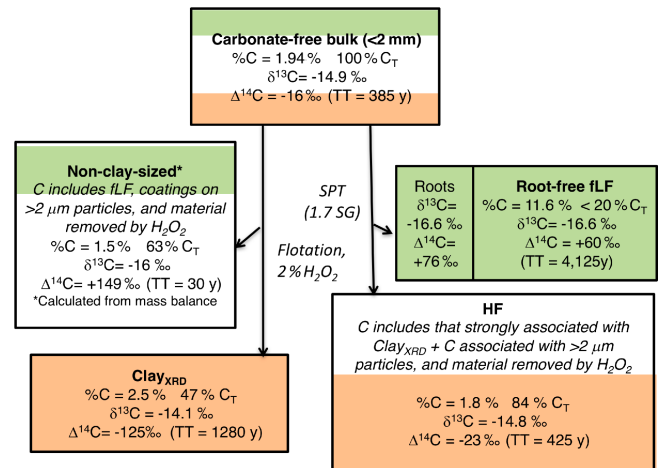 Carbonate-free bulk (<2 mm)
%C = 1.94% 100% C_T
δ¹³C= -14.9 ‰
Δ¹⁴C = -16 ‰ (TT = 385 y)
Non-clay-sized*
C includes fLF, coatings on
>2 μm particles, and material
removed by H₂O₂
%C = 1.5% 63% C_T
δ¹³C= -16 ‰
Δ¹⁴C= +149 ‰ (TT = 30 y)
*Calculated from mass balance
SPT
(1.7 SG)
Flotation,
2% H₂O₂
Roots
δ¹³C=
-16.6 ‰
Δ¹⁴C=
+76 ‰
Root-free fLF
%C = 11.6 % < 20 % C_T
δ¹³C = -16.6 ‰
Δ¹⁴C = +60 ‰
(TT = 4,125y)
Clay_XRD
%C = 2.5 % 47 % C_T
δ¹³C = -14.1 ‰
Δ¹⁴C= -125‰ (TT = 1280 y)
HF
C includes that strongly associated with
Clay_XRD + C associated with >2 μm
particles, and material removed by H₂O₂
%C = 1.8 % 84 % C_T
δ¹³C = -14.8 ‰
Δ¹⁴C = -23 ‰ (TT = 425 y)